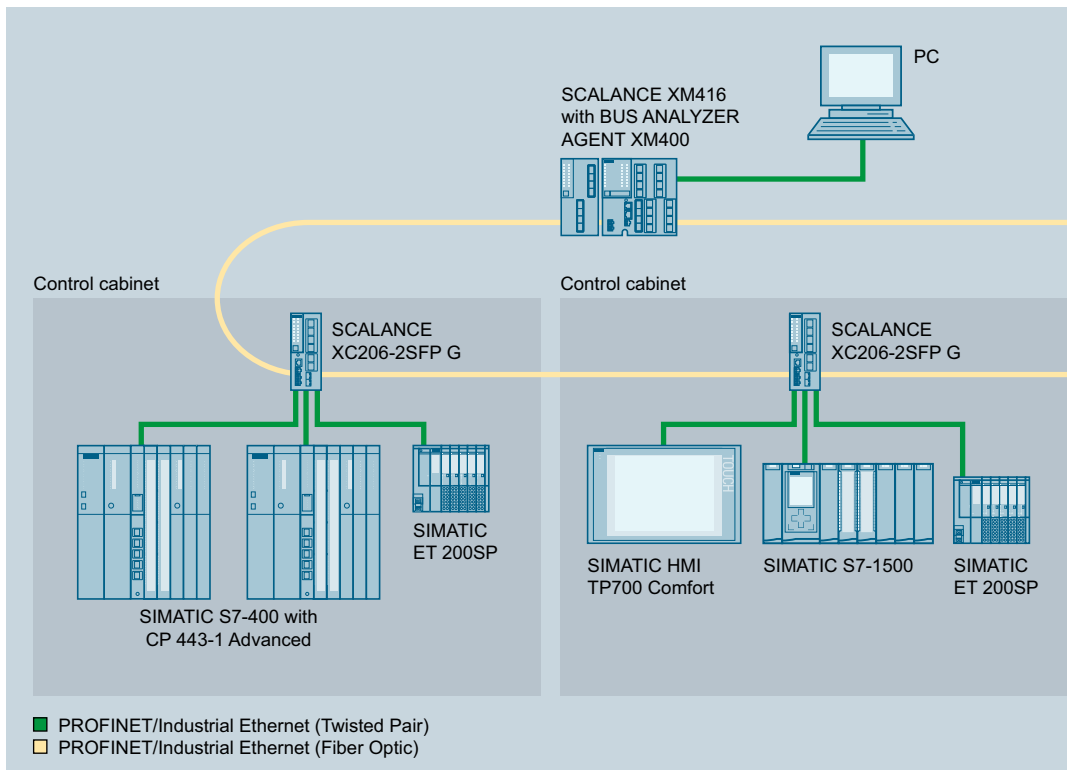 PC
SCALANCE XM416
with BUS ANALYZER
AGENT XM400
Control cabinet
SCALANCE
XC206-2SFP G
SIMATIC
ET 200SP
SIMATIC S7-400 with
CP 443-1 Advanced
Control cabinet
SCALANCE
XC206-2SFP G
TOUCH
SIMATIC HMI
TP700 Comfort
SIMATIC S7-1500
SIMATIC
ET 200SP
PROFINET/Industrial Ethernet (Twisted Pair)
PROFINET/Industrial Ethernet (Fiber Optic)